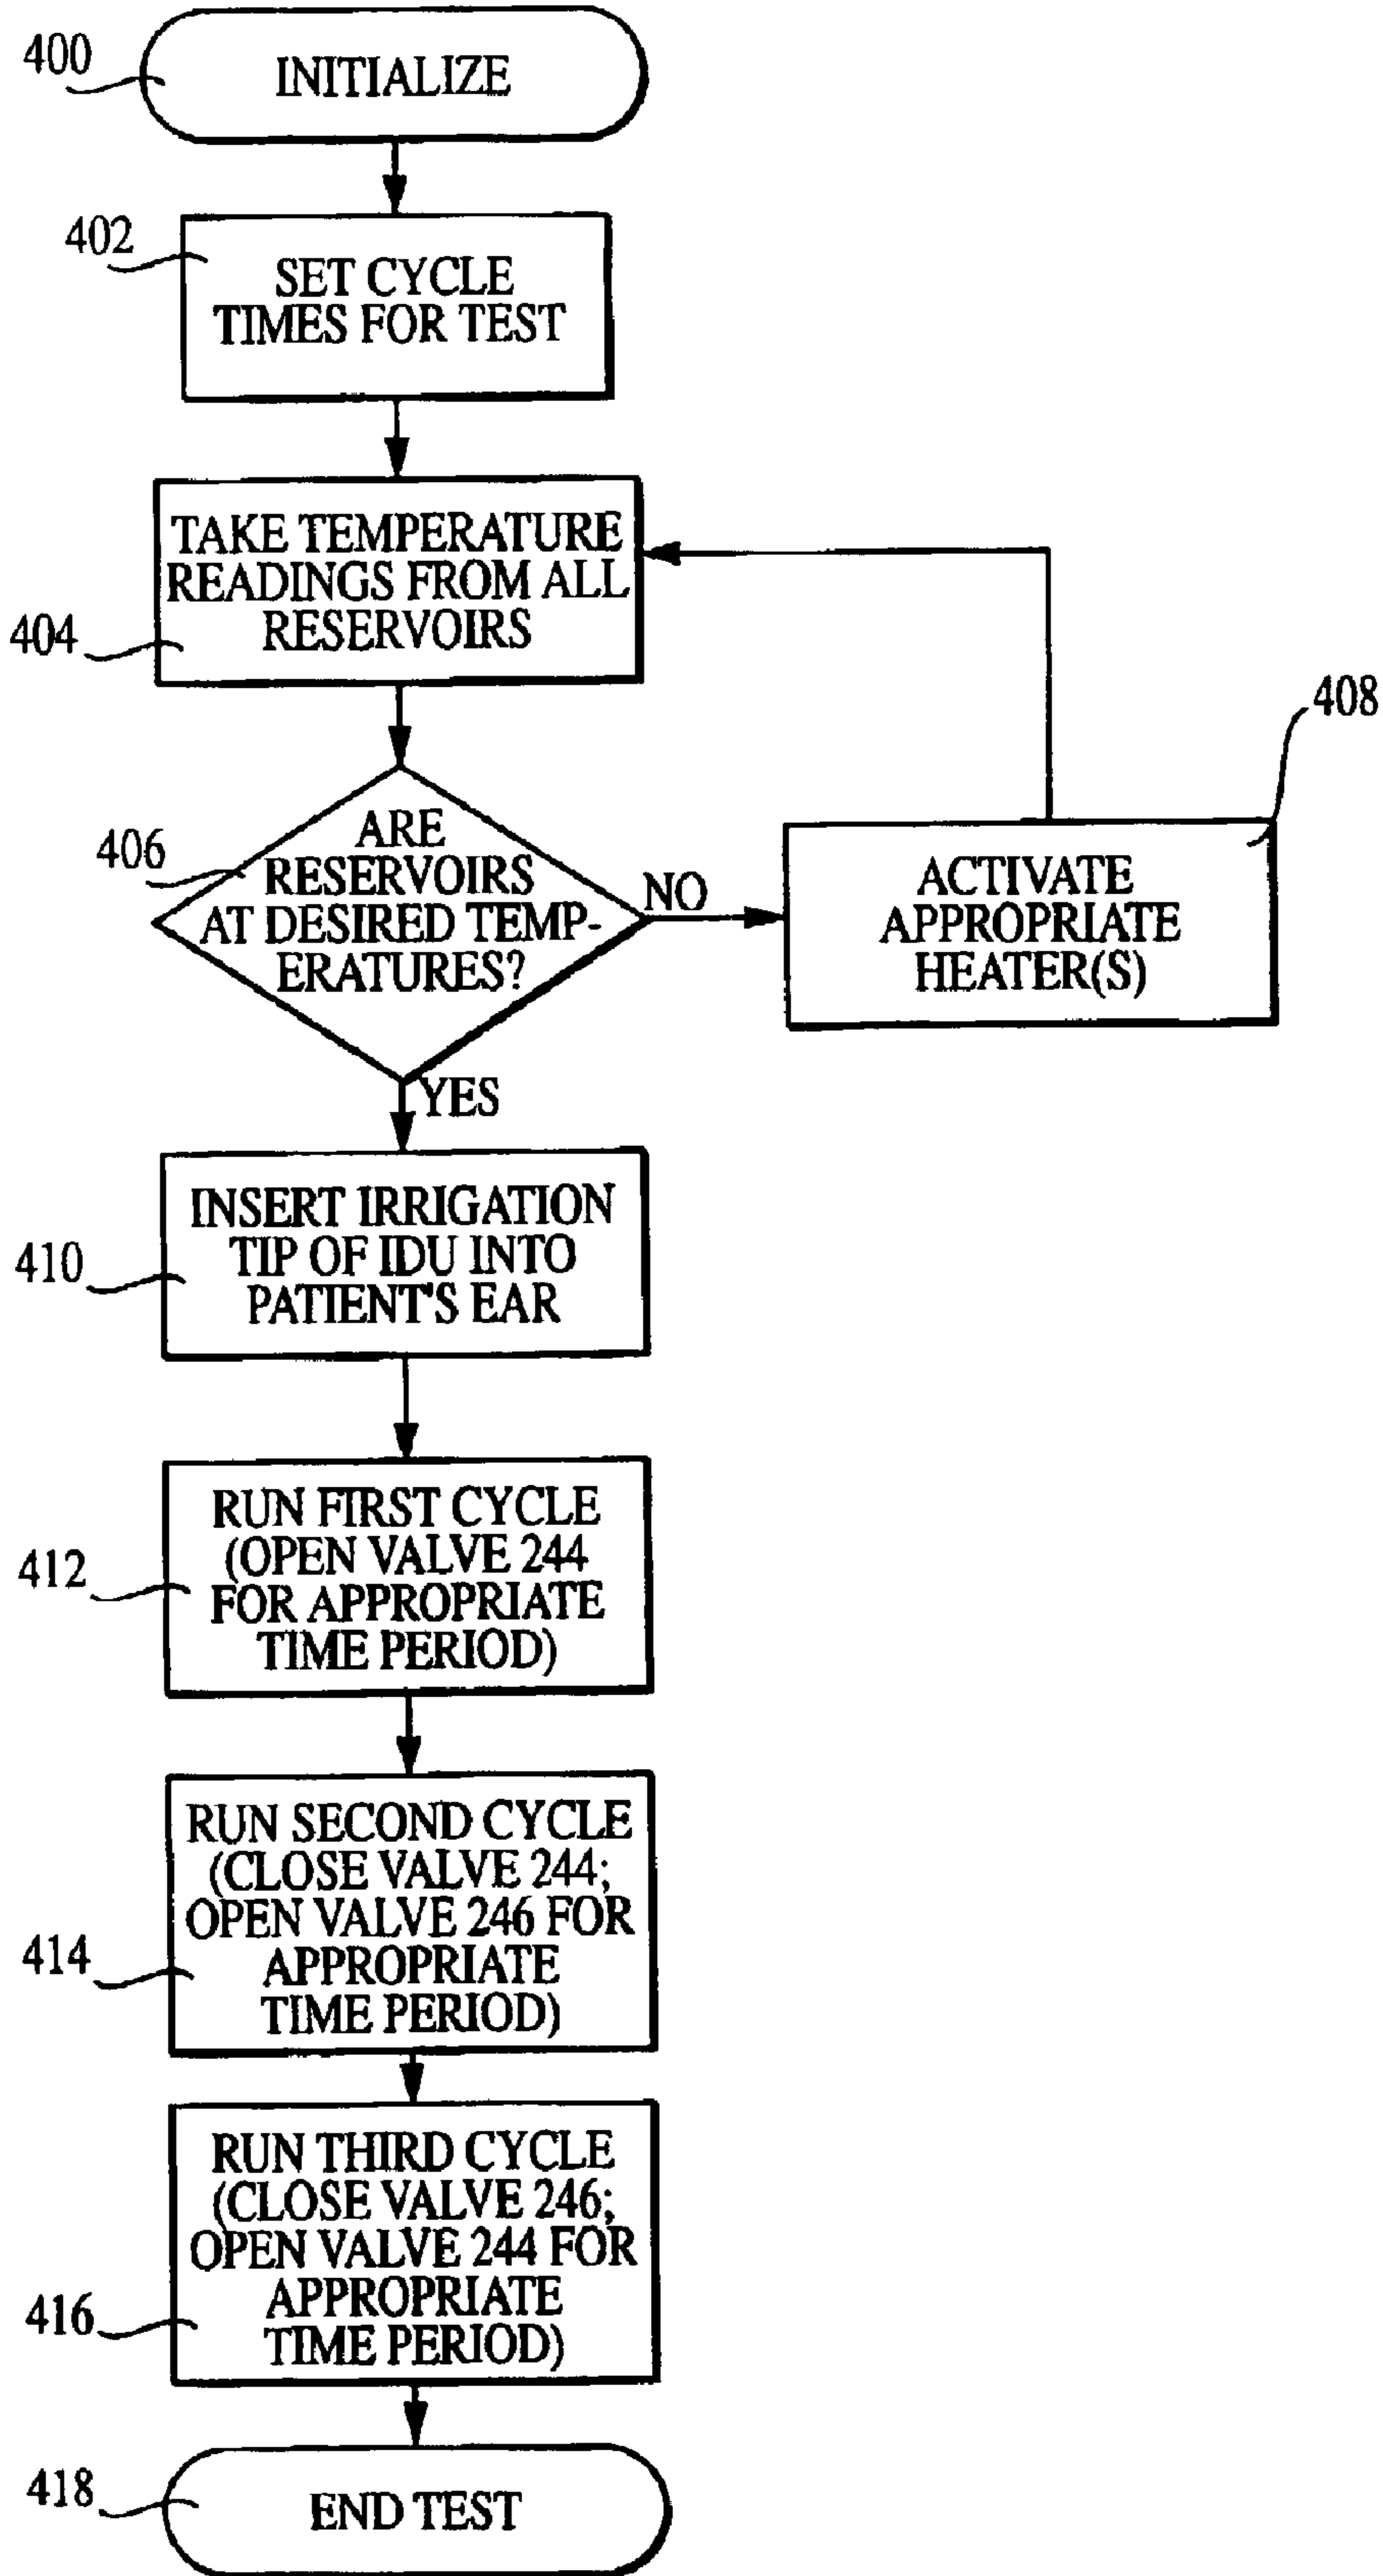 400
INITIALIZE
402
SET CYCLE
TIMES FOR TEST
TAKE TEMPERATURE
READINGS FROM ALL
RESERVOIRS
404
408
ARE
RESERVOIRS
AT DESIRED TEMP-
ERATURES?
406
NO
ACTIVATE
APPROPRIATE
HEATER(S)
YES
INSERT IRRIGATION
TIP OF IDU INTO
PATIENT'S EAR
410
RUN FIRST CYCLE
(OPEN VALVE 244
FOR APPROPRIATE
TIME PERIOD)
412
RUN SECOND CYCLE
(CLOSE VALVE 244;
OPEN VALVE 246 FOR
APPROPRIATE
TIME PERIOD)
414
RUN THIRD CYCLE
(CLOSE VALVE 246;
OPEN VALVE 244 FOR
APPROPRIATE
TIME PERIOD)
416
418
END TEST